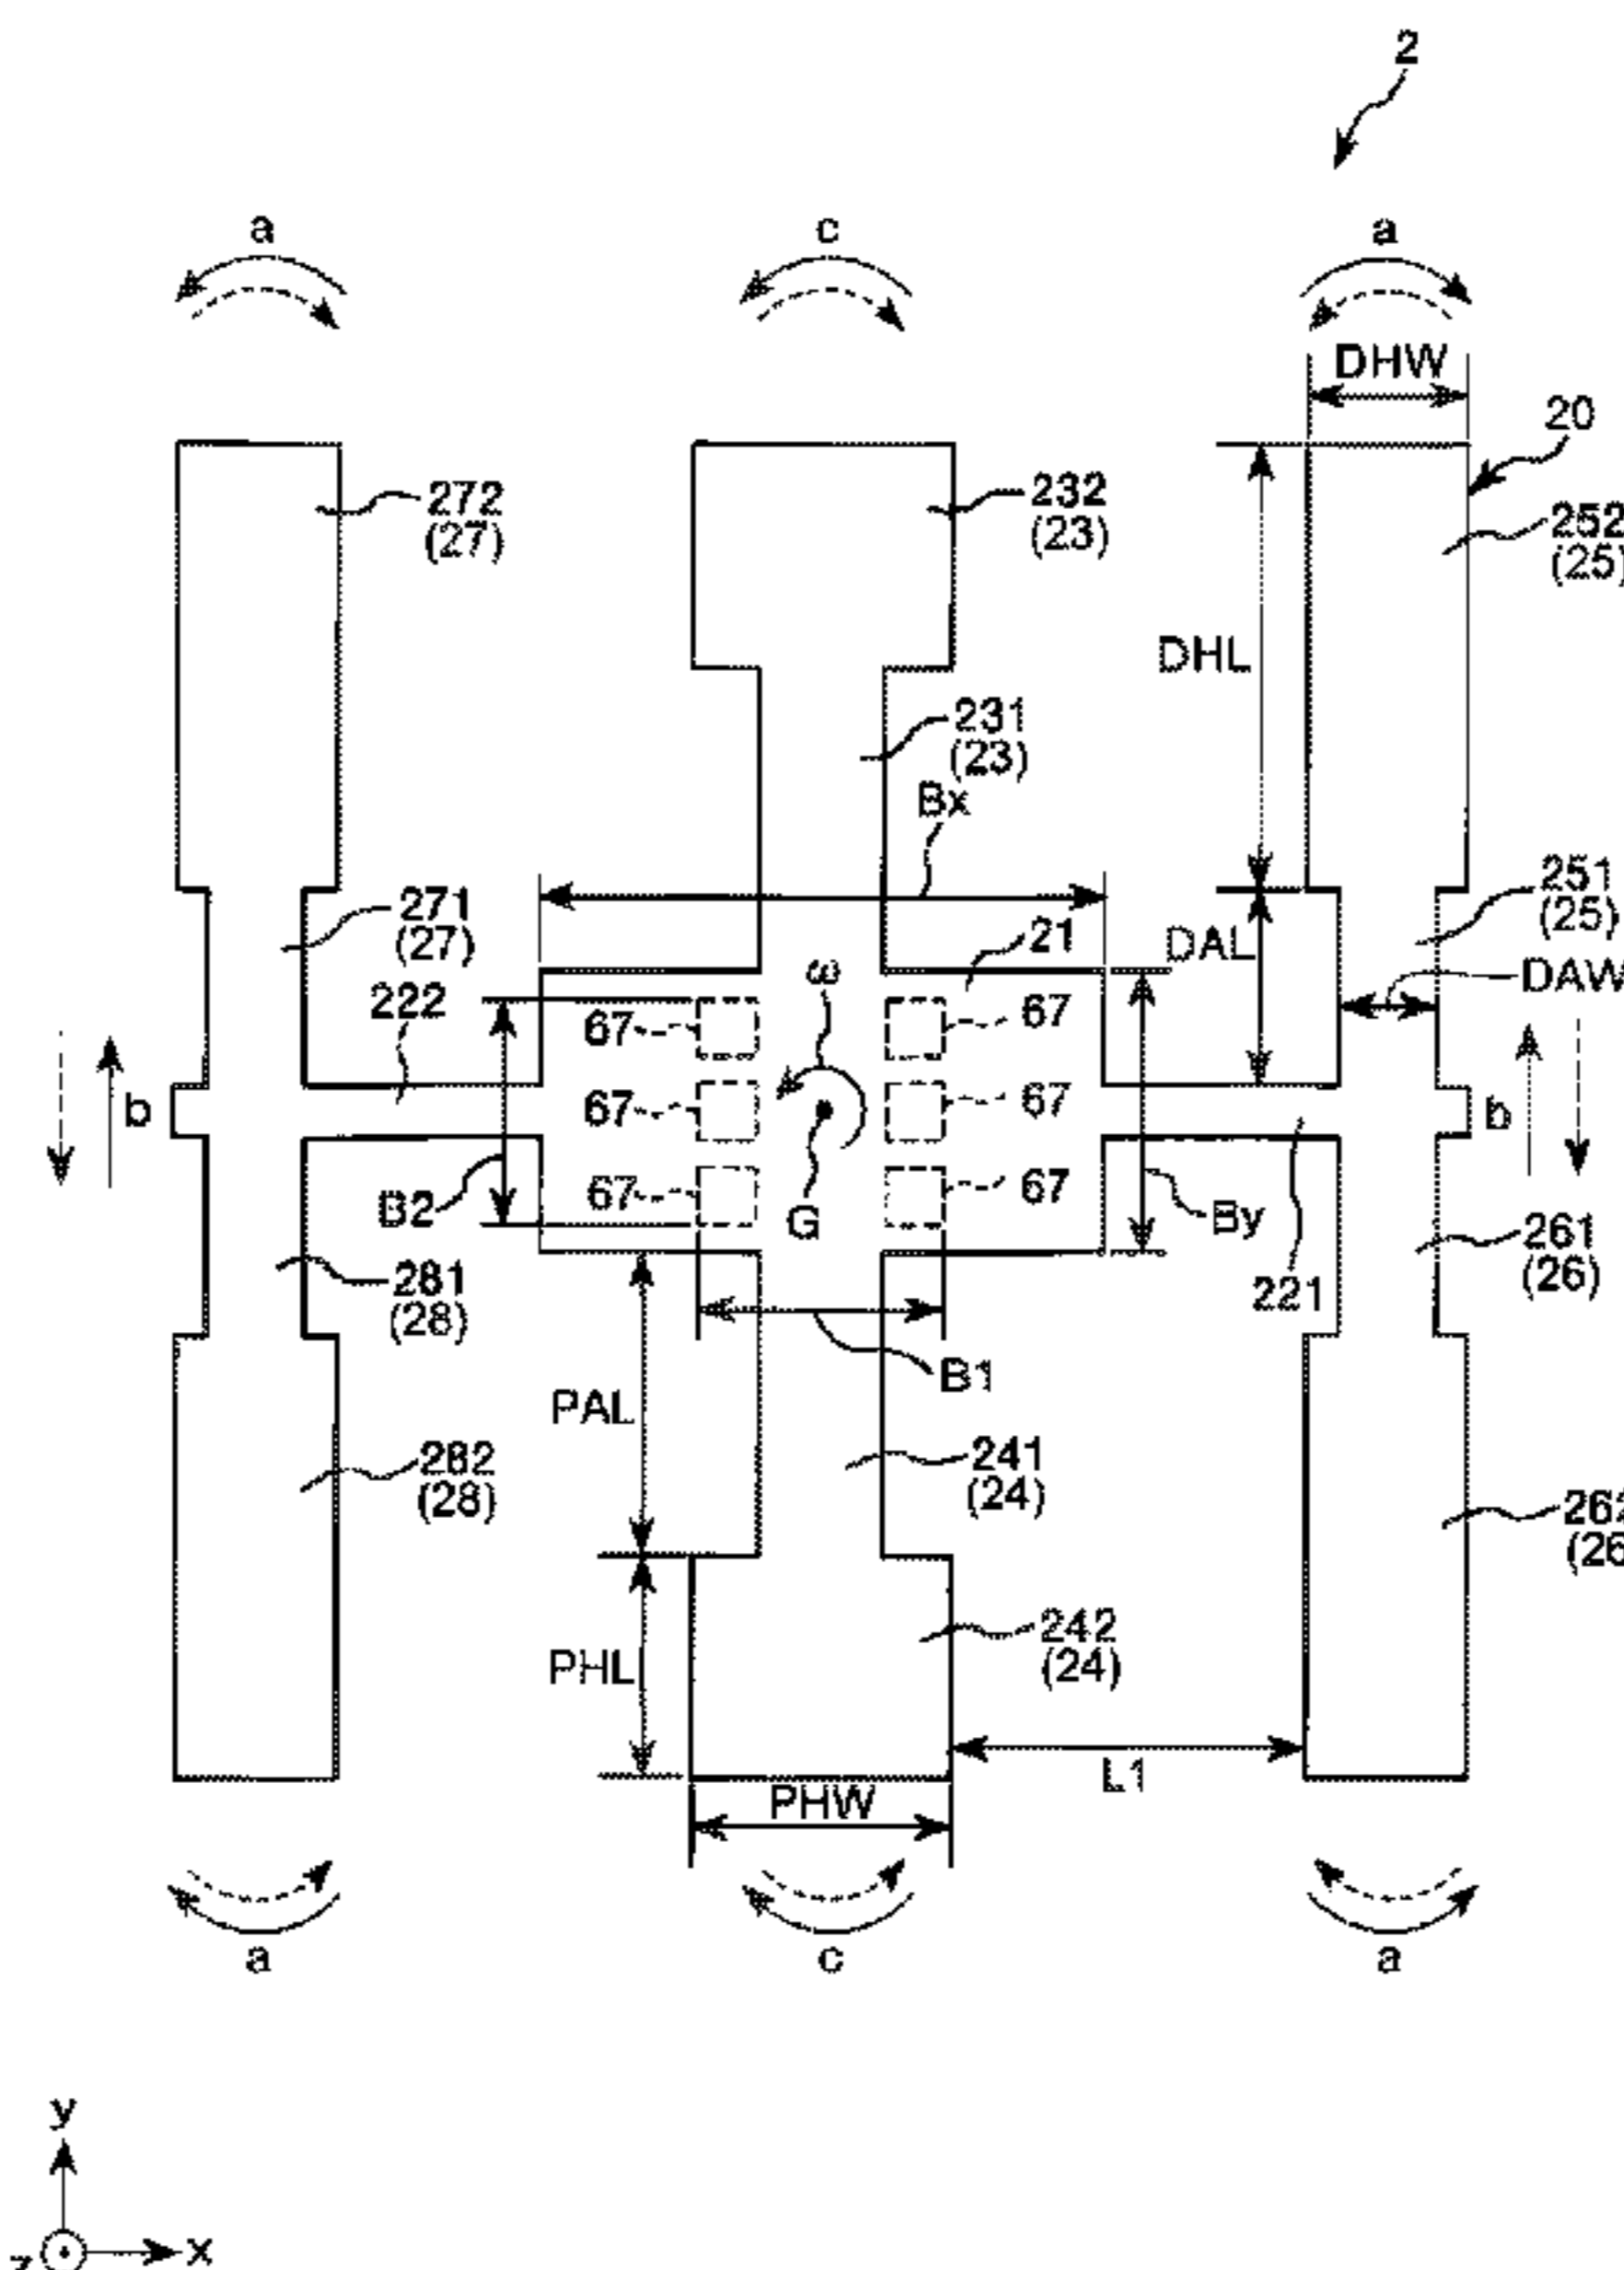 2
a
c
a
DHW
20
272
(27)
232
(23)
252
(25)
DHL
231
(23)
Bx
271
(27)
21
251
(25)
DAL
DAW
222
ω
67
67
67
67
b
b
67
67
B2
G
By
281
(28)
221
261
(26)
B1
PAL
282
(28)
241
(24)
262
(26
242
(24)
PHL
L1
PHW
a
c
a
y
x
z